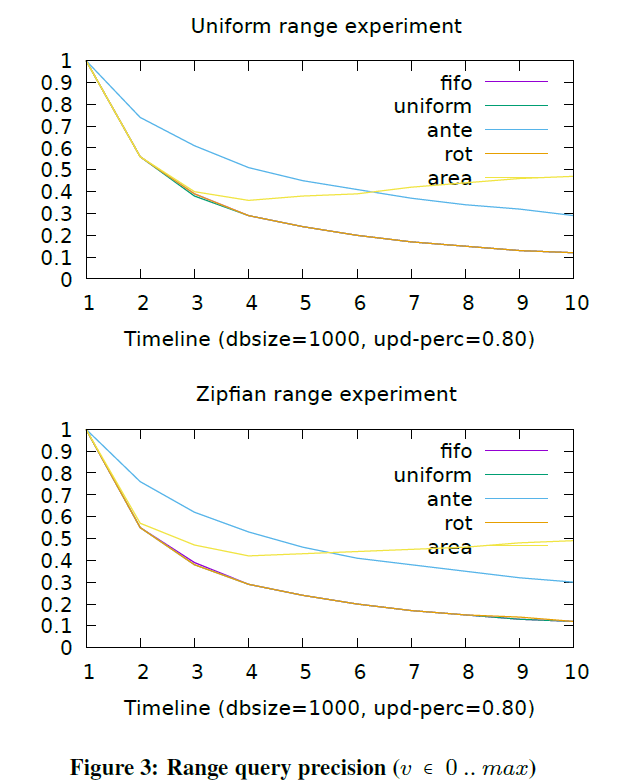 Uniform range experiment
1
0.9
0.8
0.7
0.6
0.5
0.4
0.3
0.2
0.1
0
fifo
uniform
ante
rot
area
1 2 3 4 5 6 7 8 9 10
Timeline (dbsize=1000, upd-perc=0.80)
Zipfian range experiment
1
0.9
0.8
0.7
0.6
0.5
0.4
0.3
0.2
0.1
0
fifo
uniform
ante
rot
area
1 2 3 4 5 6 7 8 9 10
Timeline (dbsize=1000, upd-perc=0.80)
Figure 3: Range query precision (v ∈ 0 .. max)